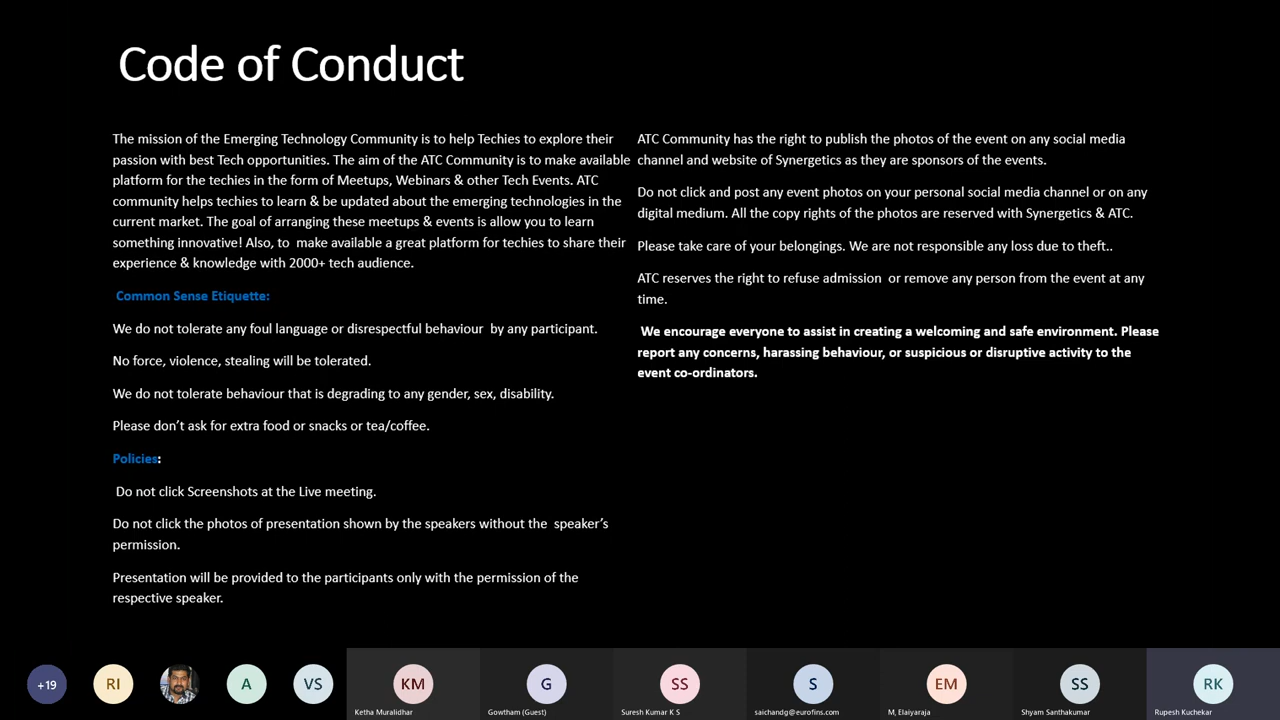 Code of Conduct
The mission of the Emerging Technology Community is to help Techies to explore their
passion with best Tech opportunities. The aim of the ATC Community is to make available
platform for the techies in the form of Meetups, Webinars & other Tech Events. ATC
community helps techies to learn & be updated about the emerging technologies in the
current market. The goal of arranging these meetups & events is allow you to learn
something innovative! Also, to  make available a great platform for techies to share their
experience & knowledge with 2000+ tech audience.
Common Sense Etiquette:
We do not tolerate any foul language or disrespectful behaviour  by any participant.
No force, violence, stealing will be tolerated.
We do not tolerate behaviour that is degrading to any gender, sex, disability.
Please don't ask for extra food or snacks or tea/coffee.
Policies:
Do not click Screenshots at the Live meeting.
Do not click the photos of presentation shown by the speakers without the  speaker's
permission.
Presentation will be provided to the participants only with the permission of the
respective speaker.
ATC Community has the right to publish the photos of the event on any social media
channel and website of Synergetics as they are sponsors of the events.
Do not click and post any event photos on your personal social media channel or on any
digital medium. All the copy rights of the photos are reserved with Synergetics & ATC.
Please take care of your belongings. We are not responsible any loss due to theft..
ATC reserves the right to refuse admission  or remove any person from the event at any
time.
We encourage everyone to assist in creating a welcoming and safe environment. Please
report any concerns, harassing behaviour, or suspicious or disruptive activity to the
event co-ordinators.
+19
RI
A
VS
KM
Ketha Muralidhar
G
Gowtham (Guest)
SS
Suresh Kumar K S
S
saichandg@eurofins.com
EM
M, Elaiyaraja
SS
Shyam Santhakumar
RK
Rupesh Kuchekar